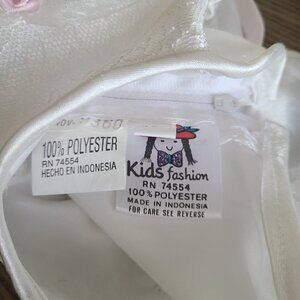 100% POLYESTER
RN 74554
HECHO EN INDONESIA
Kids fashion
RN 74554
100% POLYESTER
MADE IN INDONESIA
FOR CARE SEE REVERSE